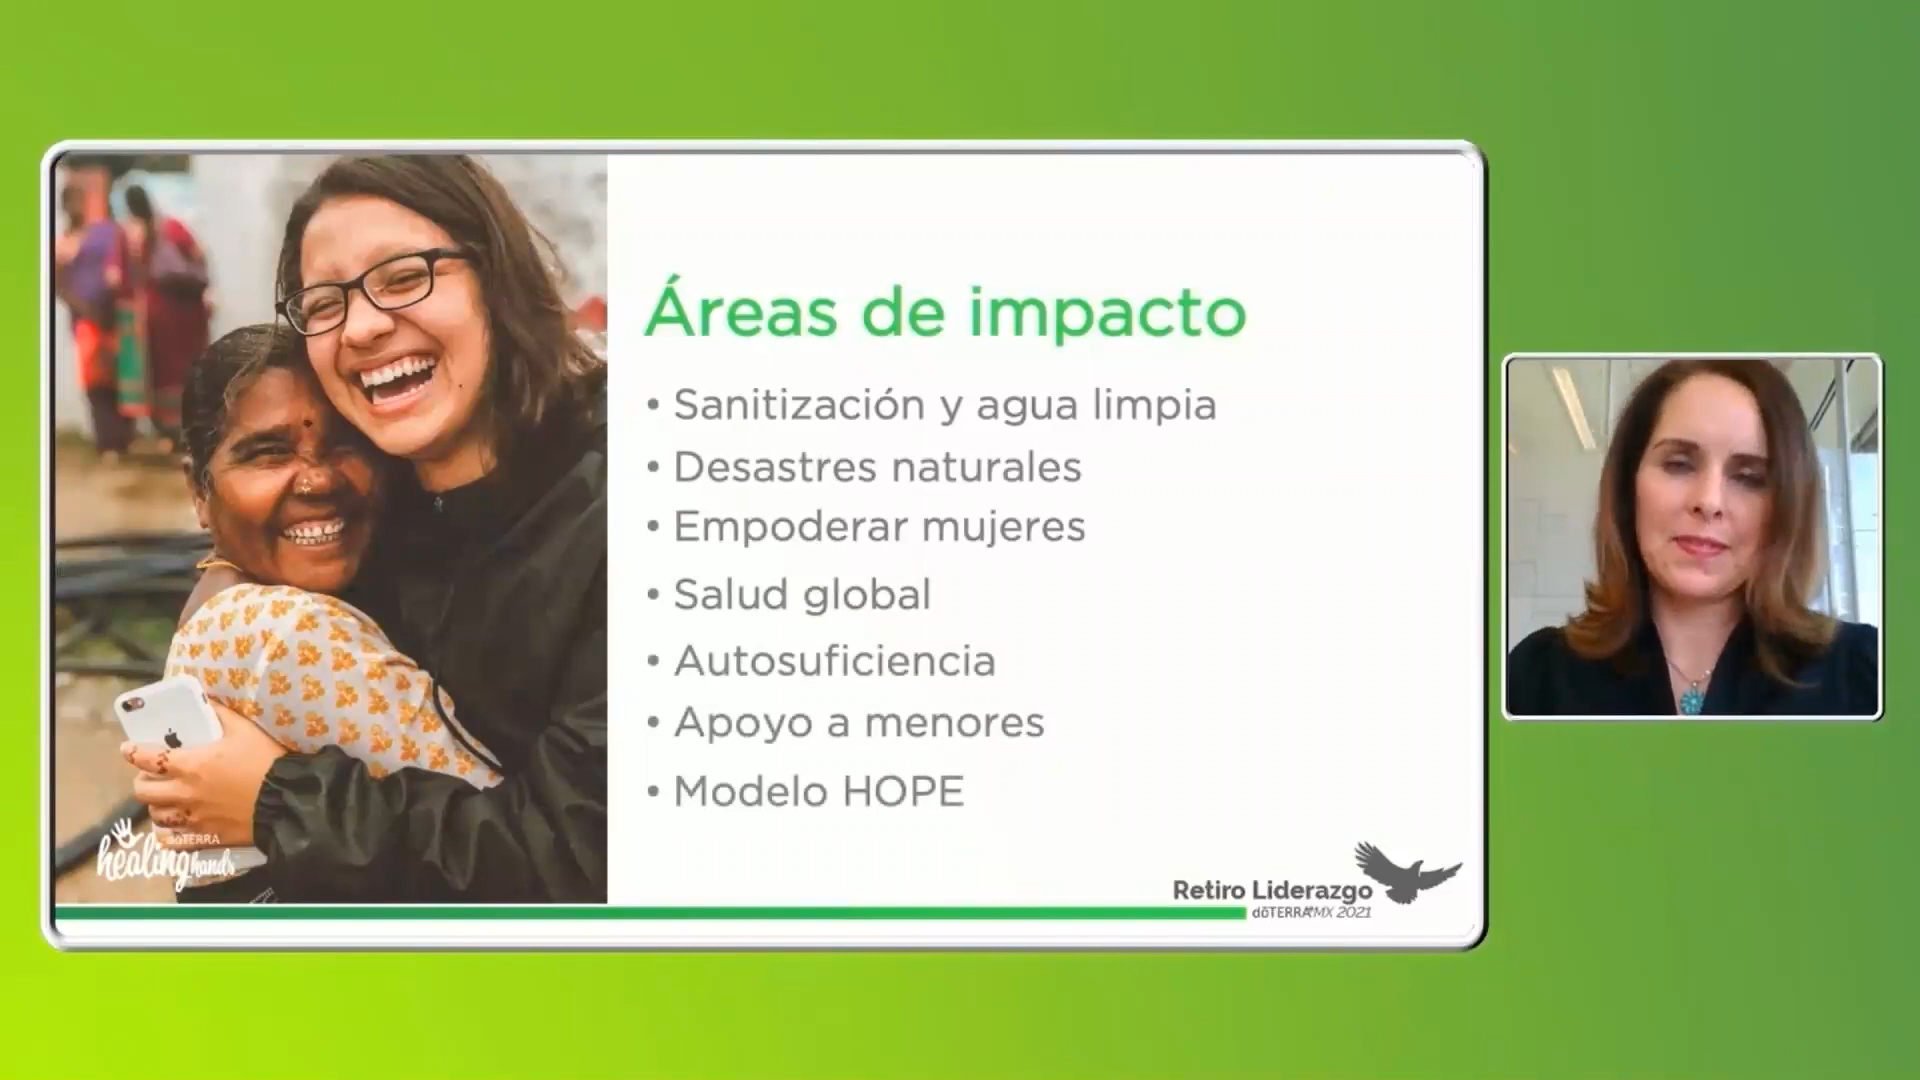 Áreas de impacto
• Sanitización y agua limpia
• Desastres naturales
• Empoderar mujeres
• Salud global
• Autosuficiencia
• Apoyo a menores
• Modelo HOPE
dōTERRA
healing hands
Retiro Liderazgo
dōTERRA MX 2021